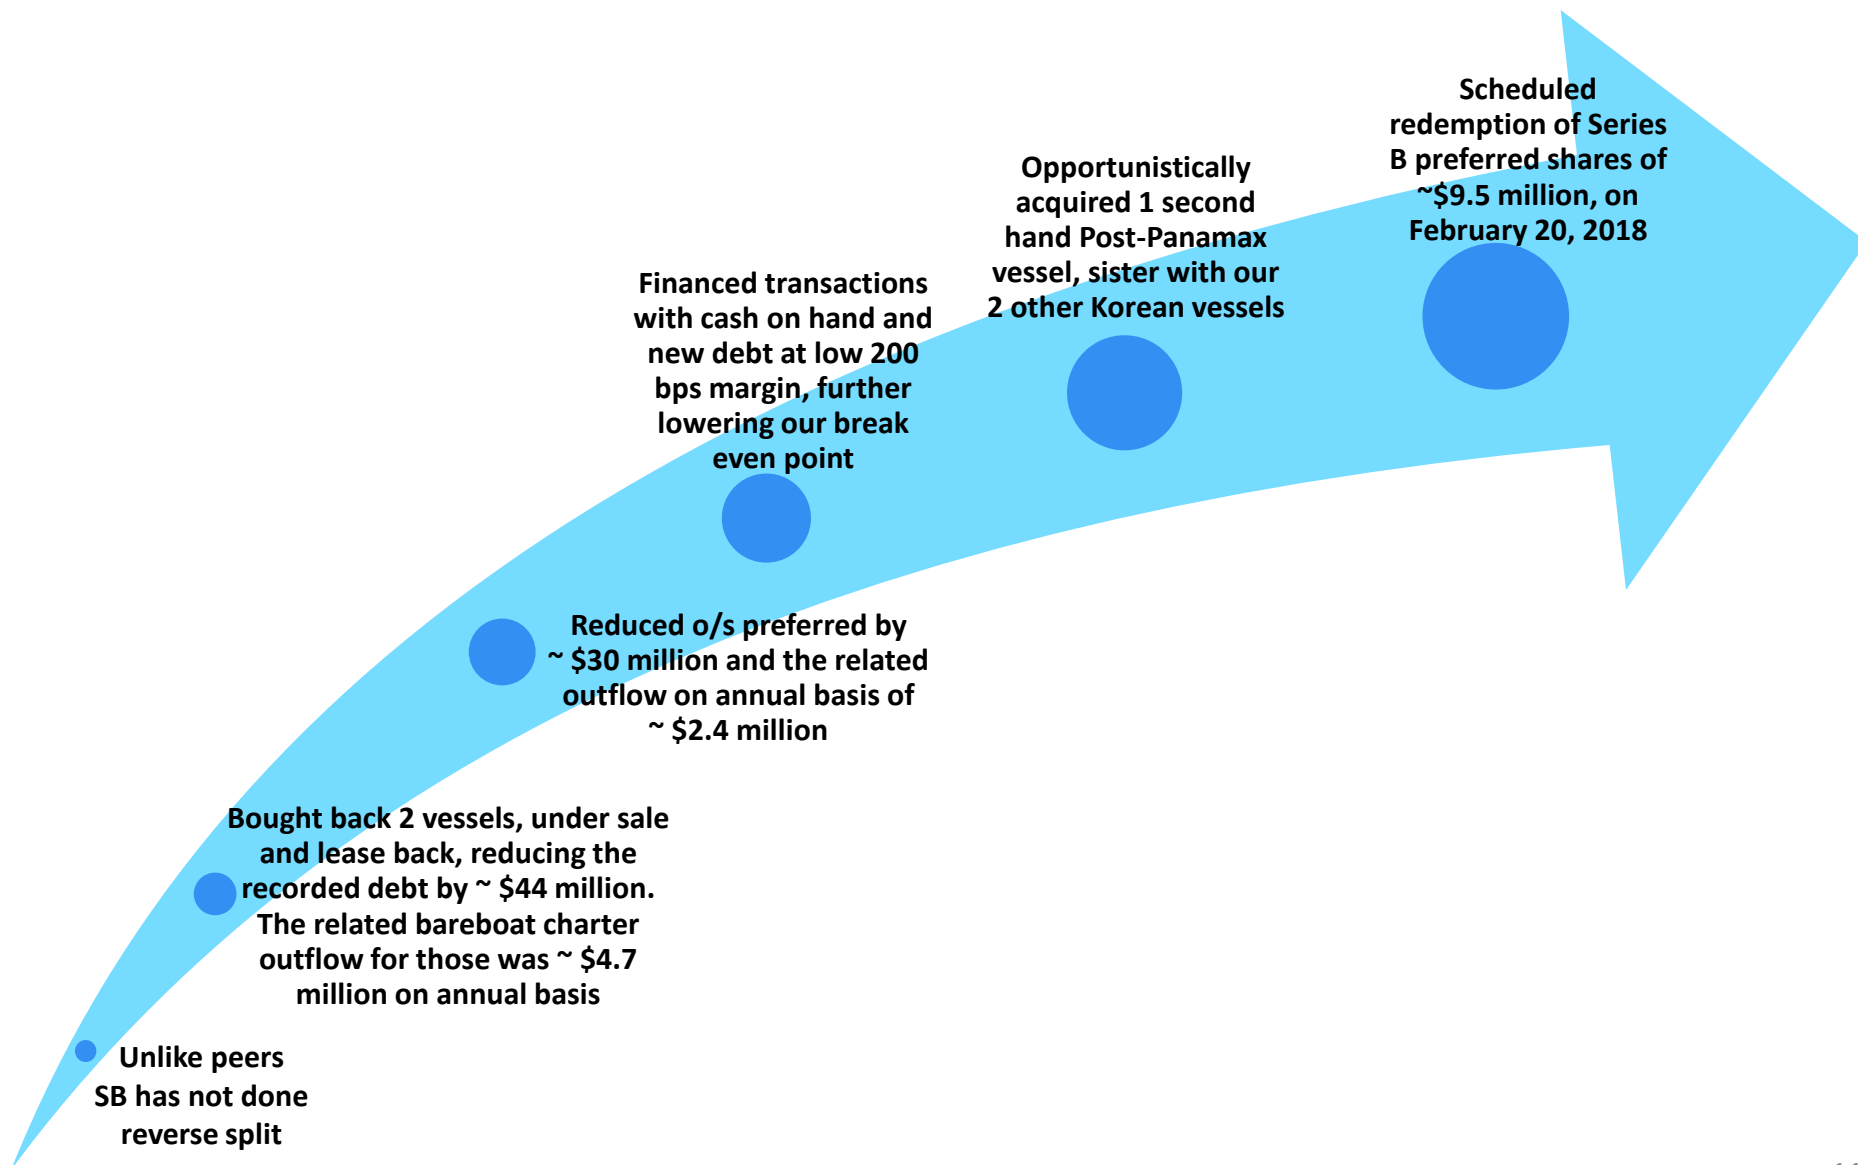 Scheduled
redemption of Series
B preferred shares of
~$9.5 million, on
February 20, 2018
Opportunistically
acquired 1 second
hand Post-Panamax
vessel, sister with our
2 other Korean vessels
Financed transactions
with cash on hand and
new debt at low 200
bps margin, further
lowering our break
even point
Reduced o/s preferred by
~ $30 million and the related
outflow on annual basis of
~ $2.4 million
Bought back 2 vessels, under sale
and lease back, reducing the
recorded debt by ~ $44 million.
The related bareboat charter
outflow for those was ~ $4.7
million on annual basis
Unlike peers
SB has not done
reverse split